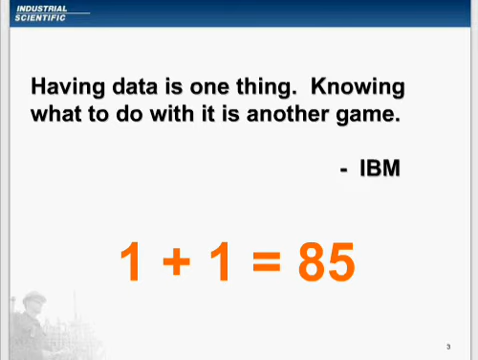 INDUSTRIAL
SCIENTIFIC
Having data is one thing.  Knowing
what to do with it is another game.
-  IBM
1 + 1 = 85
3